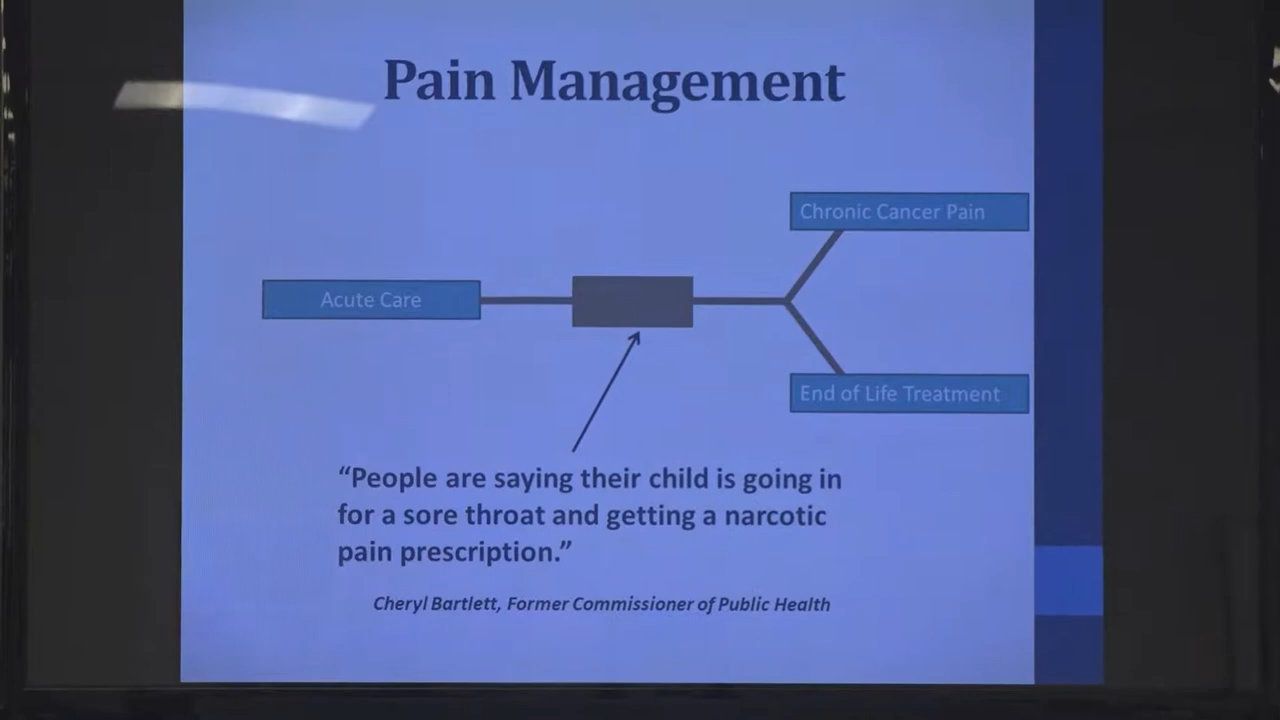 Pain Management
Chronic Cancer Pain
Acute Care
End of Life Treatment
“People are saying their child is going in
for a sore throat and getting a narcotic
pain prescription.”
Cheryl Bartlett, Former Commissioner of Public Health